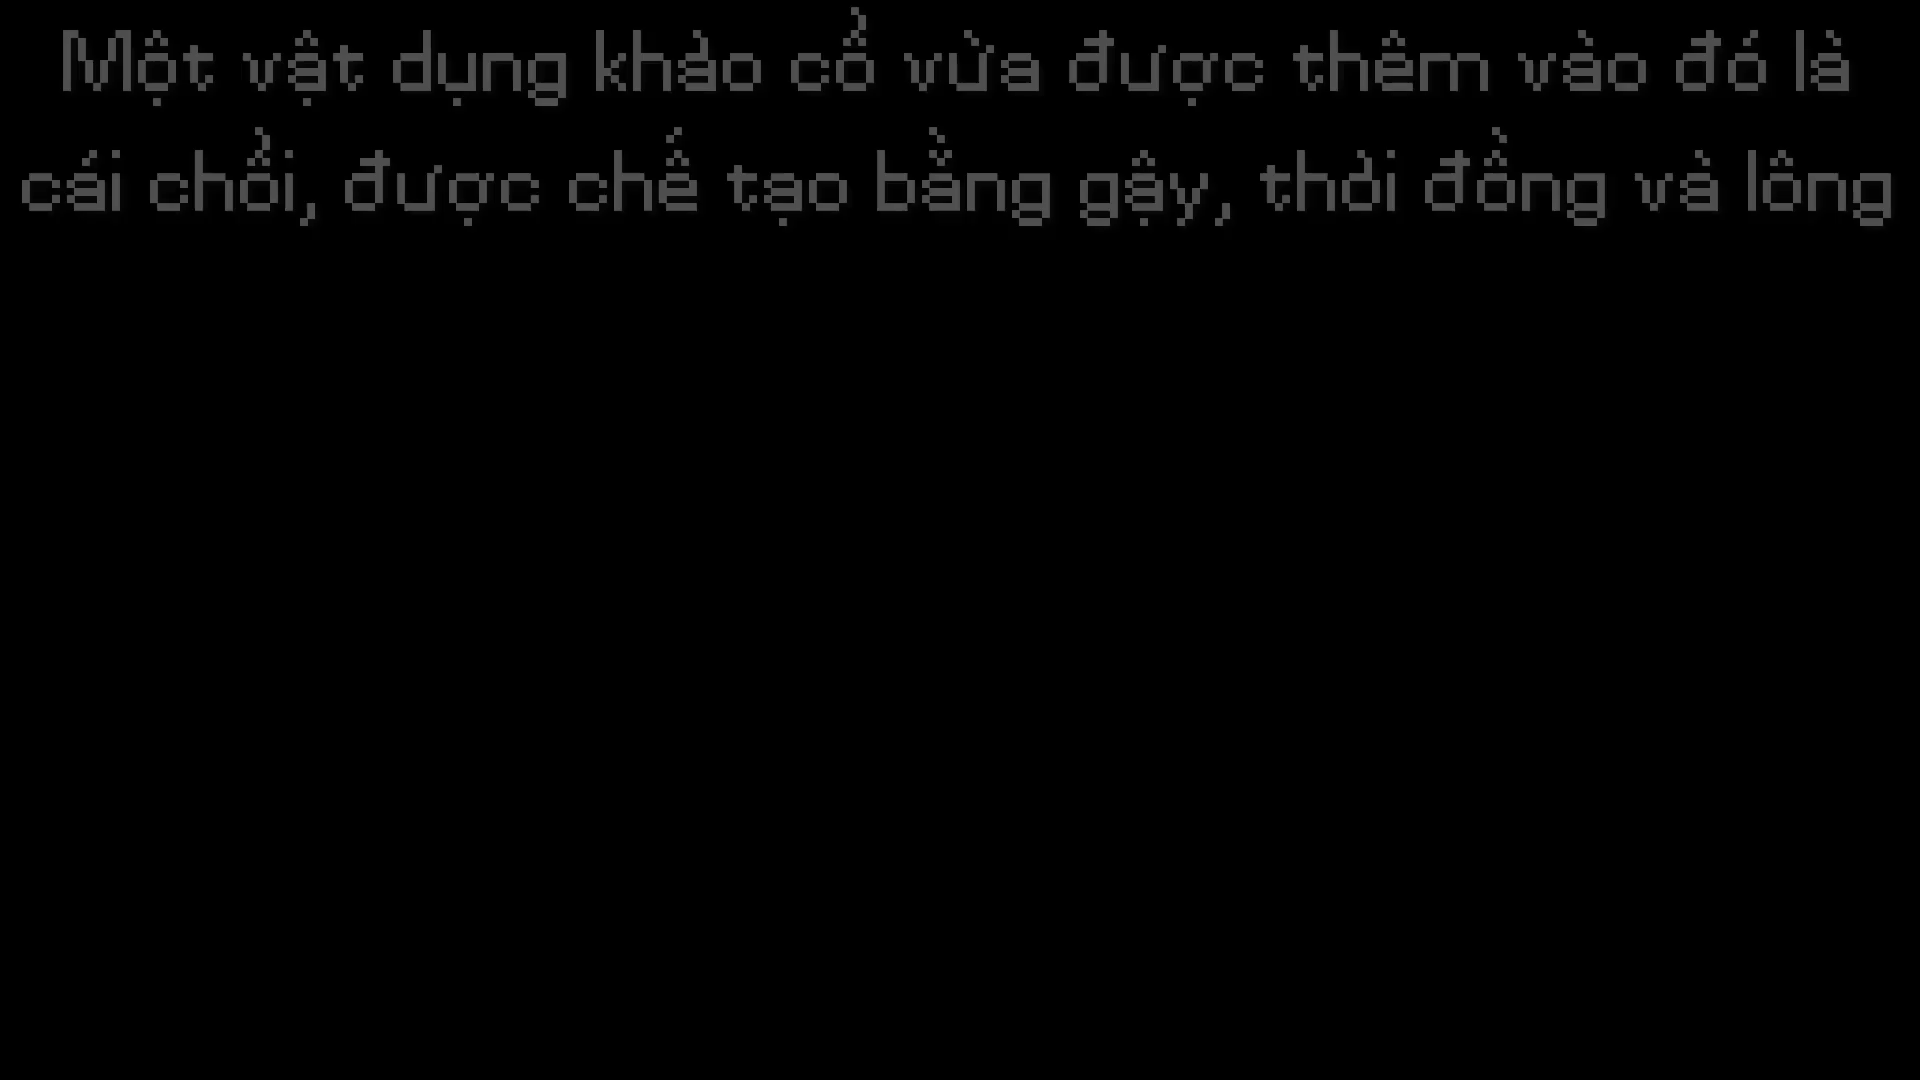 Một vật dụng khảo cổ vừa được thêm vào đó là
cái chổi, được chế tạo bằng gậy, thỏi đồng và lông